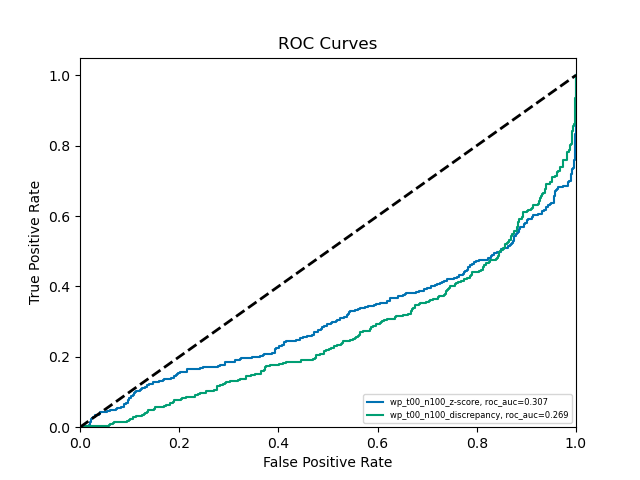 ROC Curves
True Positive Rate
1.0
0.8
0.6
0.4
0.2
0.0
0.0 0.2 0.4 0.6 0.8 1.0
False Positive Rate
wp_t00_n100_z-score, roc_auc=0.307
wp_t00_n100_discrepancy, roc_auc=0.269